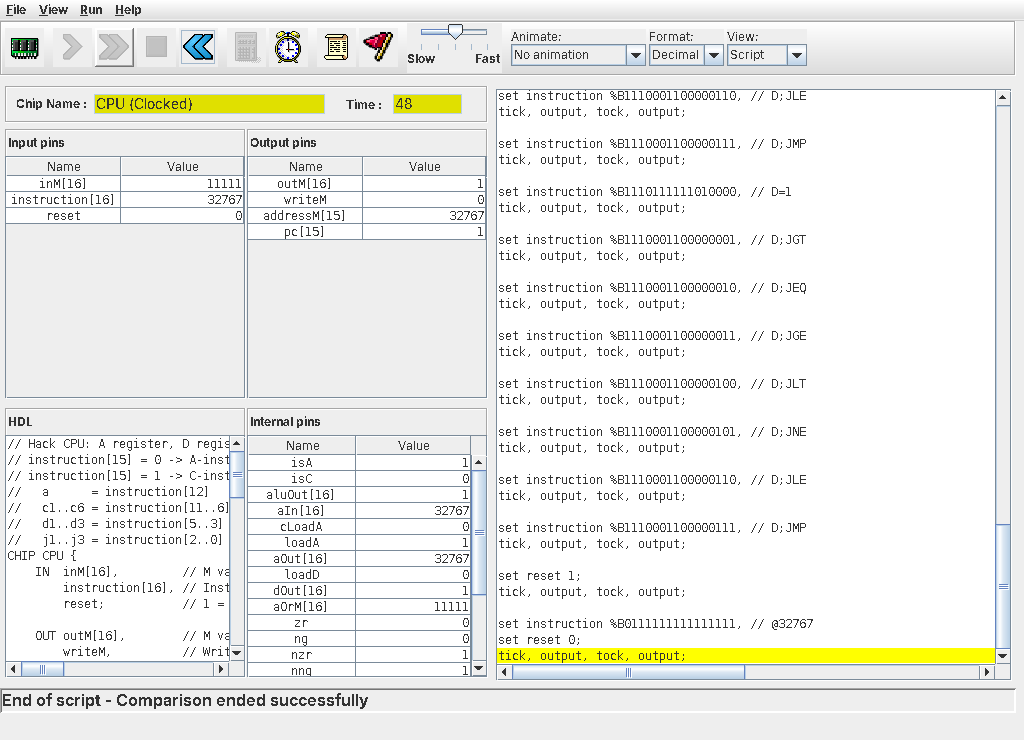 File View Run Help
Slow Fast
Animate: Format: View:
No animation Decimal Script
Chip Name : CPU (Clocked) Time : 48
Input pins
Name Value
inM[16] 11111
instruction[16] 32767
reset 0
Output pins
Name Value
outM[16] 1
writeM 0
addressM[15] 32767
pc[15] 1
HDL
// Hack CPU: A register, D regis
// instruction[15] = 0 -> A-inst
// instruction[15] = 1 -> C-inst
//   a      = instruction[12]
//   c1..c6 = instruction[11..6]
//   d1..d3 = instruction[5..3]
//   j1..j3 = instruction[2..0]
CHIP CPU {
    IN  inM[16],         // M va
        instruction[16], // Inst
        reset;           // 1 =
    OUT outM[16],        // M va
        writeM,          // Writ
Internal pins
Name Value
isA 1
isC 0
aluOut[16] 1
aIn[16] 32767
cLoadA 0
loadA 1
aOut[16] 32767
loadD 0
dOut[16] 1
aOrM[16] 11111
zr 0
ng 0
nzr 1
nng 1
set instruction %B1110001100000110, // D;JLE
tick, output, tock, output;
set instruction %B1110001100000111, // D;JMP
tick, output, tock, output;
set instruction %B1110111111010000, // D=1
tick, output, tock, output;
set instruction %B1110001100000001, // D;JGT
tick, output, tock, output;
set instruction %B1110001100000010, // D;JEQ
tick, output, tock, output;
set instruction %B1110001100000011, // D;JGE
tick, output, tock, output;
set instruction %B1110001100000100, // D;JLT
tick, output, tock, output;
set instruction %B1110001100000101, // D;JNE
tick, output, tock, output;
set instruction %B1110001100000110, // D;JLE
tick, output, tock, output;
set instruction %B1110001100000111, // D;JMP
tick, output, tock, output;
set reset 1;
tick, output, tock, output;
set instruction %B0111111111111111, // @32767
set reset 0;
tick, output, tock, output;
End of script - Comparison ended successfully